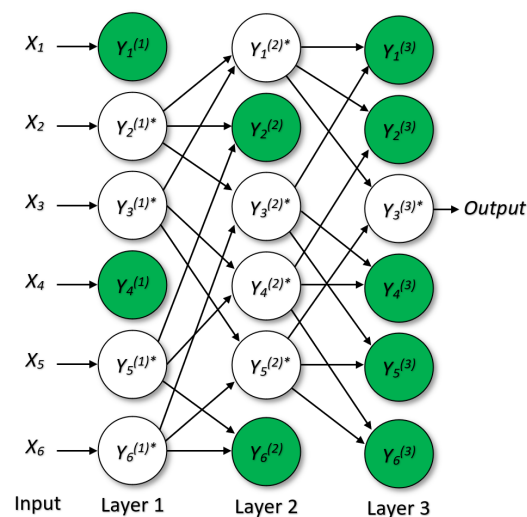 X₁ Y₁⁽¹⁾ Y₁⁽²⁾* Y₁⁽³⁾
X₂ Y₂⁽¹⁾* Y₂⁽²⁾ Y₂⁽³⁾
X₃ Y₃⁽¹⁾* Y₃⁽²⁾* Y₃⁽³⁾* Output
X₄ Y₄⁽¹⁾ Y₄⁽²⁾* Y₄⁽³⁾
X₅ Y₅⁽¹⁾* Y₅⁽²⁾* Y₅⁽³⁾
X₆ Y₆⁽¹⁾* Y₆⁽²⁾ Y₆⁽³⁾
Input Layer 1 Layer 2 Layer 3